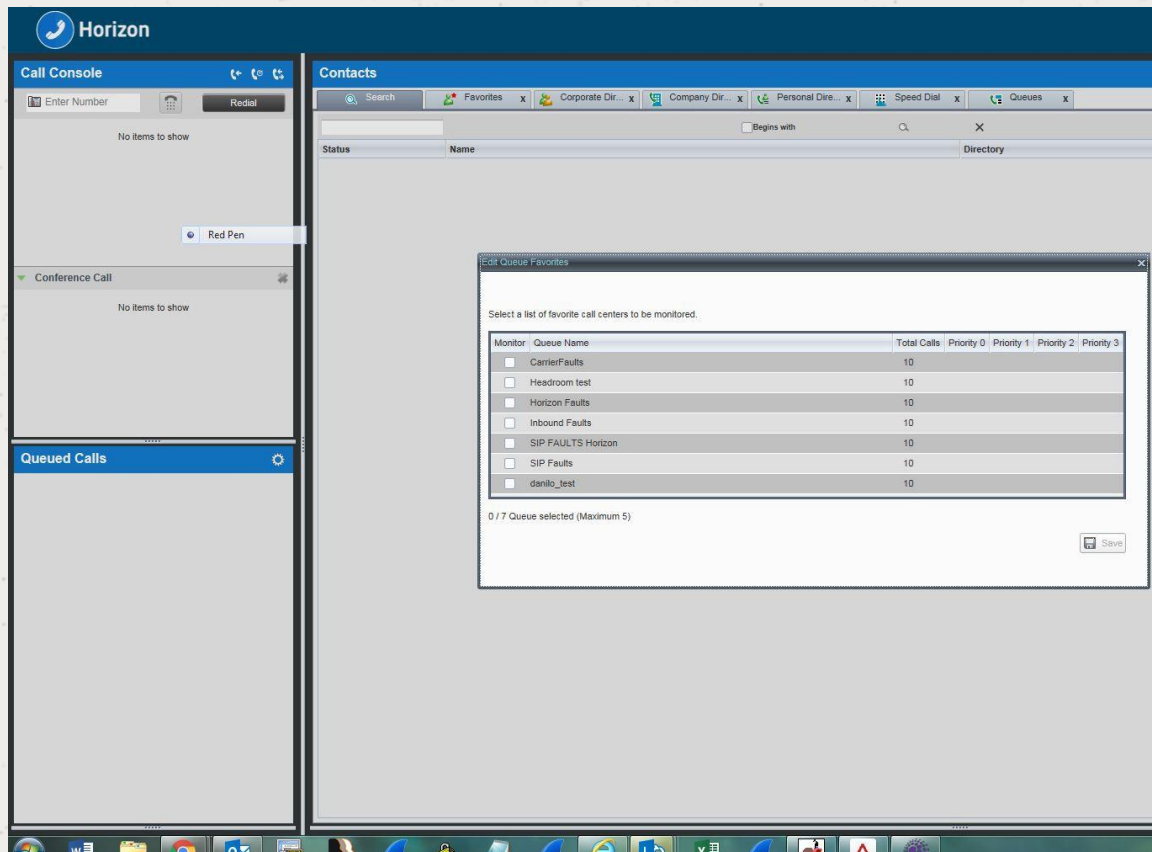 Horizon
Call Console
Enter Number
Redial
No items to show
Red Pen
Conference Call
No items to show
Queued Calls
Contacts
Search
Favorites x
Corporate Dir... x
Company Dir... x
Personal Dire... x
Speed Dial x
Queues x
Begins with
Status Name Directory
Edit Queue Favorites
Select a list of favorite call centers to be monitored.
Monitor Queue Name Total Calls Priority 0 Priority 1 Priority 2 Priority 3
CarrierFaults 10
Headroom test 10
Horizon Faults 10
Inbound Faults 10
SIP FAULTS Horizon 10
SIP Faults 10
danilo_test 10
0 / 7 Queue selected (Maximum 5)
Save